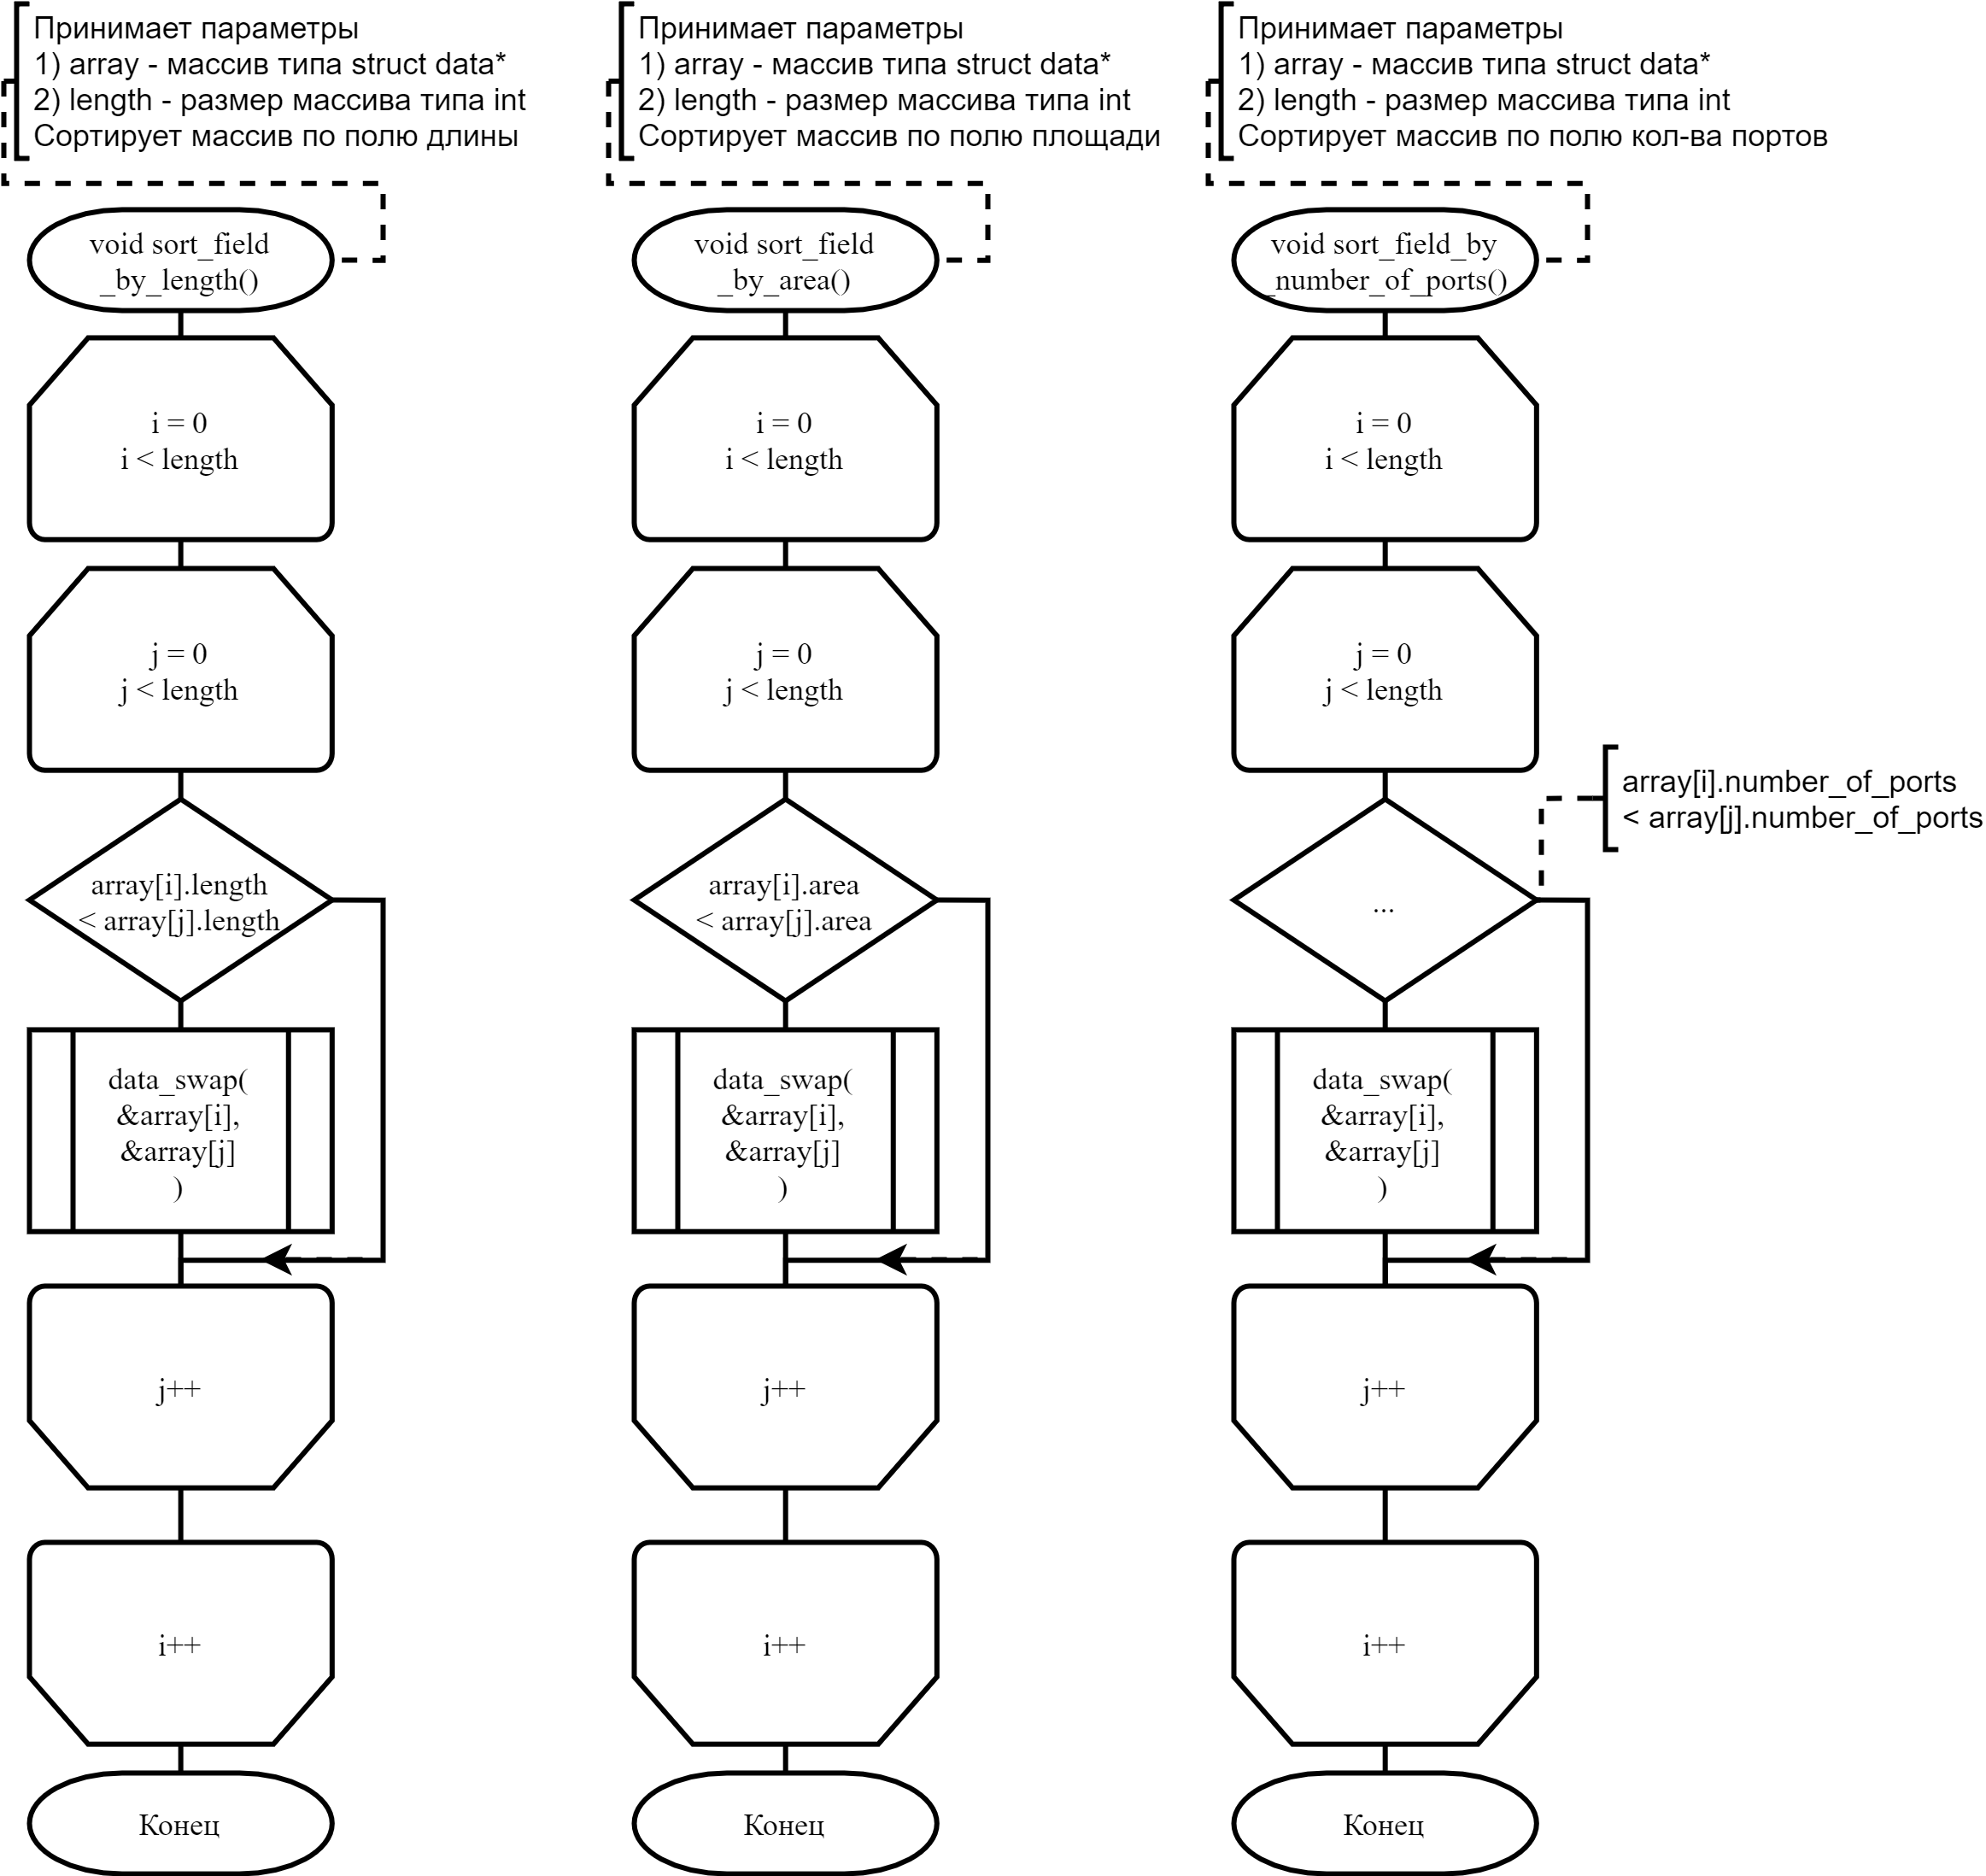 Принимает параметры
1) array - массив типа struct data*
2) length - размер массива типа int
Сортирует массив по полю длины
void sort_field
_by_length()
i = 0
i < length
j = 0
j < length
array[i].length
< array[j].length
data_swap(
&array[i],
&array[j]
)
j++
i++
Конец
Принимает параметры
1) array - массив типа struct data*
2) length - размер массива типа int
Сортирует массив по полю площади
void sort_field
_by_area()
i = 0
i < length
j = 0
j < length
array[i].area
< array[j].area
data_swap(
&array[i],
&array[j]
)
j++
i++
Конец
Принимает параметры
1) array - массив типа struct data*
2) length - размер массива типа int
Сортирует массив по полю кол-ва портов
void sort_field_by
_number_of_ports()
i = 0
i < length
j = 0
j < length
array[i].number_of_ports
< array[j].number_of_ports
...
data_swap(
&array[i],
&array[j]
)
j++
i++
Конец